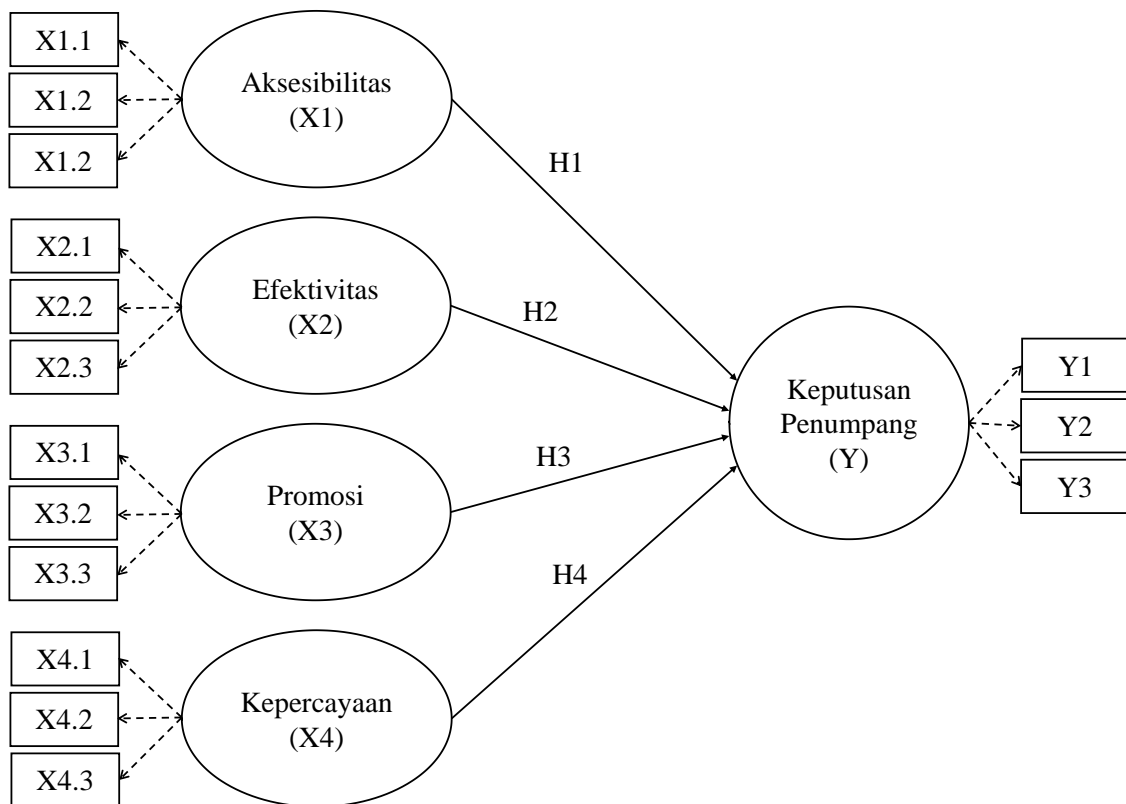 X1.1
X1.2
X1.2
Aksesibilitas
(X1)
H1
X2.1
X2.2
X2.3
Efektivitas
(X2)
H2
X3.1
X3.2
X3.3
Promosi
(X3)
H3
X4.1
X4.2
X4.3
Kepercayaan
(X4)
H4
Keputusan
Penumpang
(Y)
Y1
Y2
Y3